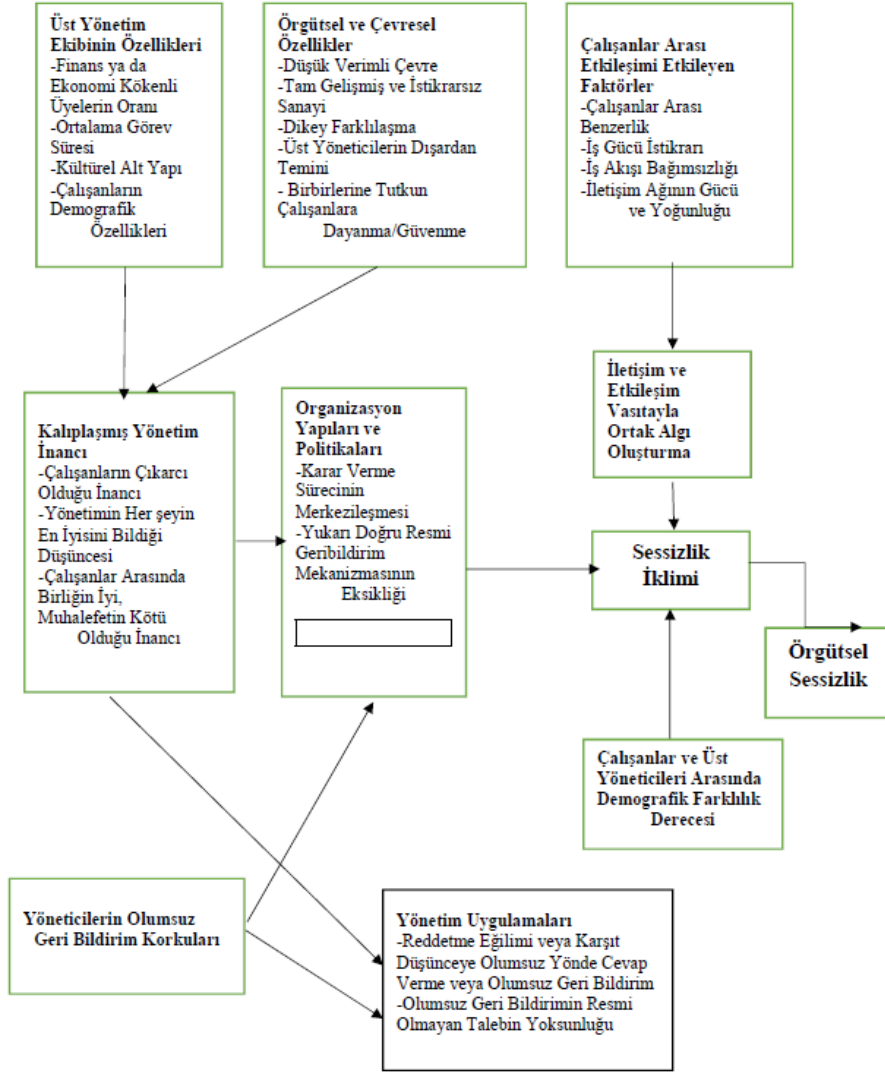 Üst Yönetim
Ekibinin Özellikleri
-Finans ya da
Ekonomi Kökenli
Üyelerin Oranı
-Ortalama Görev
Süresi
-Kültürel Alt Yapı
-Çalışanların
Demografik
Özellikleri
Örgütsel ve Çevresel
Özellikler
-Düşük Verimli Çevre
-Tam Gelişmiş ve İstikrarsız
Sanayi
-Dikey Farklılaşma
-Üst Yöneticilerin Dışardan
Temini
- Birbirlerine Tutkun
Çalışanlara
Dayanma/Güvenme
Çalışanlar Arası
Etkileşimi Etkileyen
Faktörler
-Çalışanlar Arası
Benzerlik
-İş Gücü İstikrarı
-İş Akışı Bağımsızlığı
-İletişim Ağının Gücü
ve Yoğunluğu
Kalıplaşmış Yönetim
İnancı
-Çalışanların Çıkarcı
Olduğu İnancı
-Yönetimin Her şeyin
En İyisini Bildiği
Düşüncesi
-Çalışanlar Arasında
Birliğin İyi,
Muhalefetin Kötü
Olduğu İnancı
Organizasyon
Yapıları ve
Politikaları
-Karar Verme
Sürecinin
Merkezileşmesi
-Yukarı Doğru Resmi
Geribildirim
Mekanizmasının
Eksikliği
İletişim ve
Etkileşim
Vasıtayla
Ortak Algı
Oluşturma
Sessizlik
İklimi
Örgütsel
Sessizlik
Çalışanlar ve Üst
Yöneticileri Arasında
Demografik Farklılık
Derecesi
Yöneticilerin Olumsuz
Geri Bildirim Korkuları
Yönetim Uygulamaları
-Reddetme Eğilimi veya Karşıt
Düşünceye Olumsuz Yönde Cevap
Verme veya Olumsuz Geri Bildirim
-Olumsuz Geri Bildirimin Resmi
Olmayan Talebin Yoksunluğu